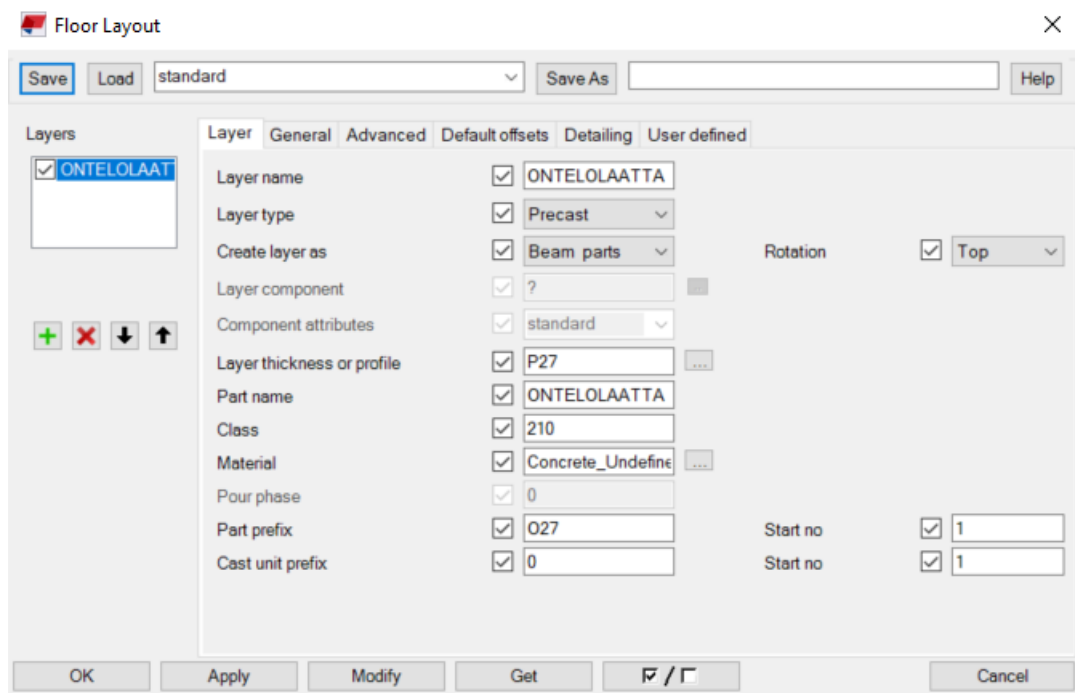 Floor Layout
Save Load standard Save As Help
Layers
ONTELOLAAT
Layer General Advanced Default offsets Detailing User defined
Layer name ONTELOLAATTA
Layer type Precast
Create layer as Beam parts Rotation Top
Layer component ?
Component attributes standard
Layer thickness or profile P27 ...
Part name ONTELOLAATTA
Class 210
Material Concrete_Undefine ...
Pour phase 0
Part prefix O27 Start no 1
Cast unit prefix 0 Start no 1
OK Apply Modify Get / Cancel